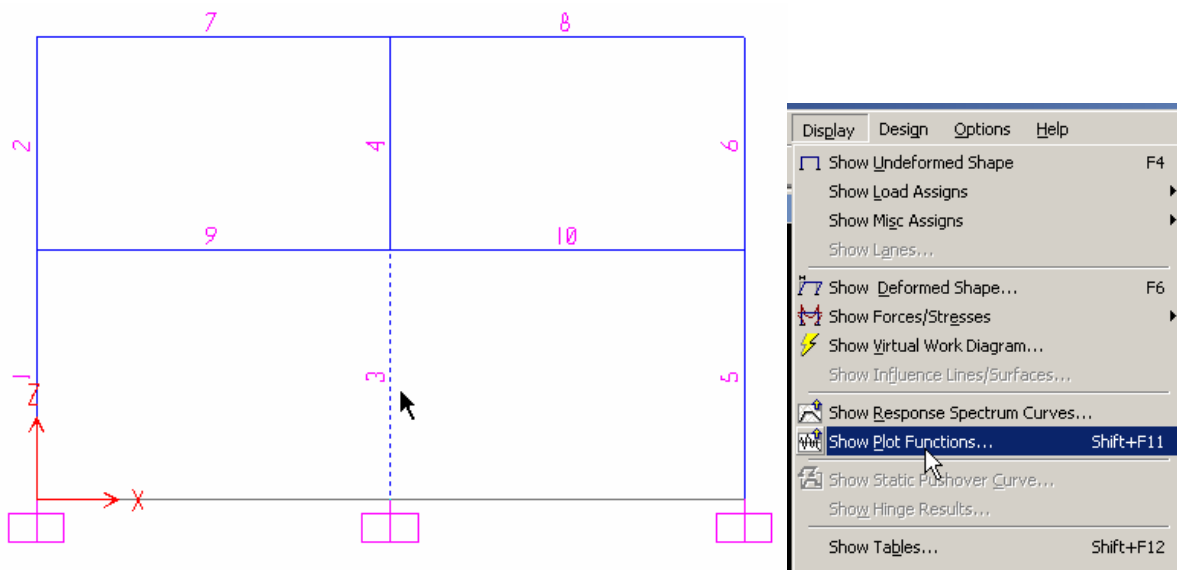 7
8
2
4
6
9
10
1
3
5
Z
X
Display Design Options Help
Show Undeformed Shape F4
Show Load Assigns
Show Misc Assigns
Show Lanes...
Show Deformed Shape... F6
Show Forces/Stresses
Show Virtual Work Diagram...
Show Influence Lines/Surfaces...
Show Response Spectrum Curves...
Show Plot Functions... Shift+F11
Show Static Pushover Curve...
Show Hinge Results...
Show Tables... Shift+F12